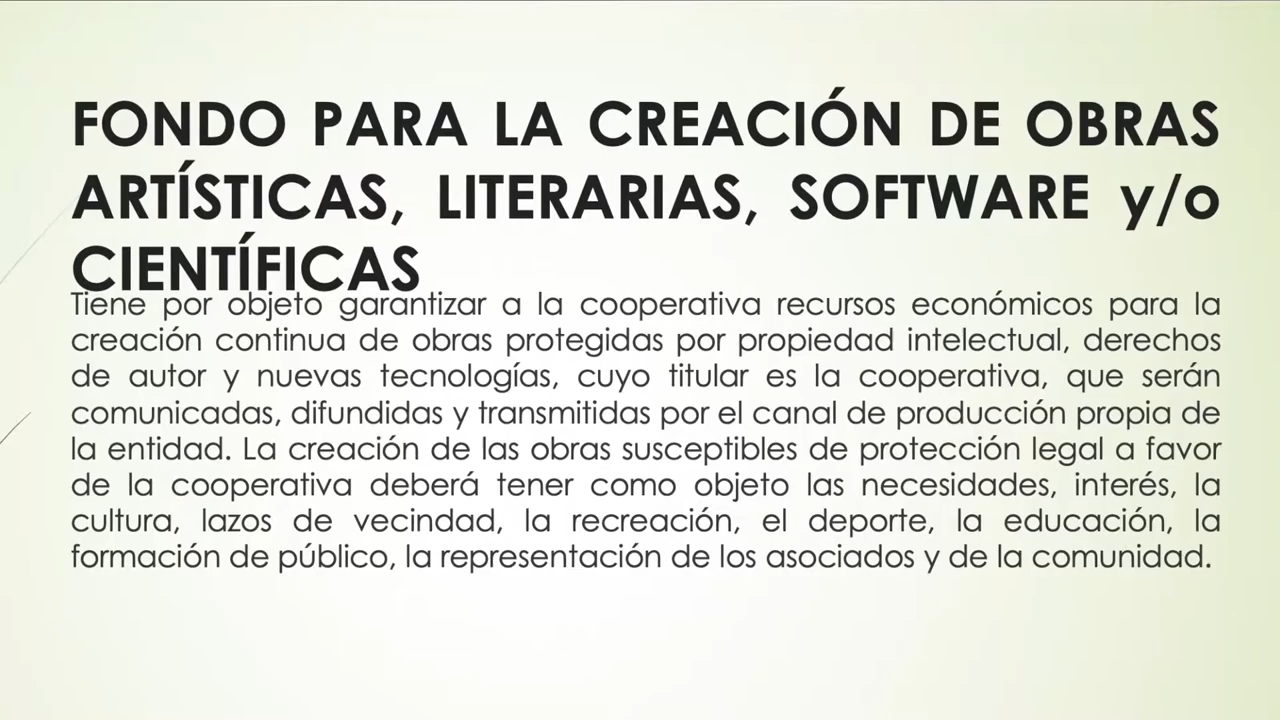 FONDO PARA LA CREACIÓN DE OBRAS
ARTÍSTICAS, LITERARIAS, SOFTWARE y/o
CIENTÍFICAS
Tiene por objeto garantizar a la cooperativa recursos económicos para la
creación continua de obras protegidas por propiedad intelectual, derechos
de autor y nuevas tecnologías, cuyo titular es la cooperativa, que serán
comunicadas, difundidas y transmitidas por el canal de producción propia de
la entidad. La creación de las obras susceptibles de protección legal a favor
de la cooperativa deberá tener como objeto las necesidades, interés, la
cultura, lazos de vecindad, la recreación, el deporte, la educación, la
formación de público, la representación de los asociados y de la comunidad.